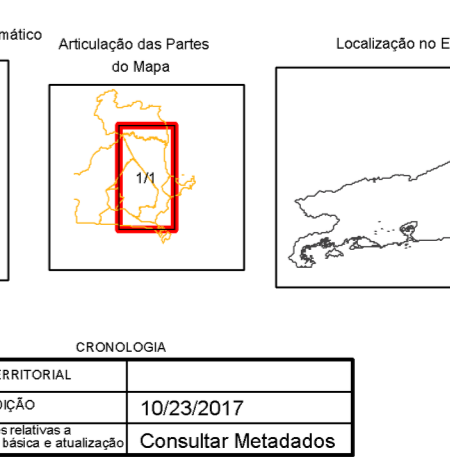 mático
Articulação das Partes
do Mapa
Localização no E
1/1
CRONOLOGIA
ERRITORIAL
DIÇÃO
10/23/2017
es relativas a
básica e atualização
Consultar Metadados